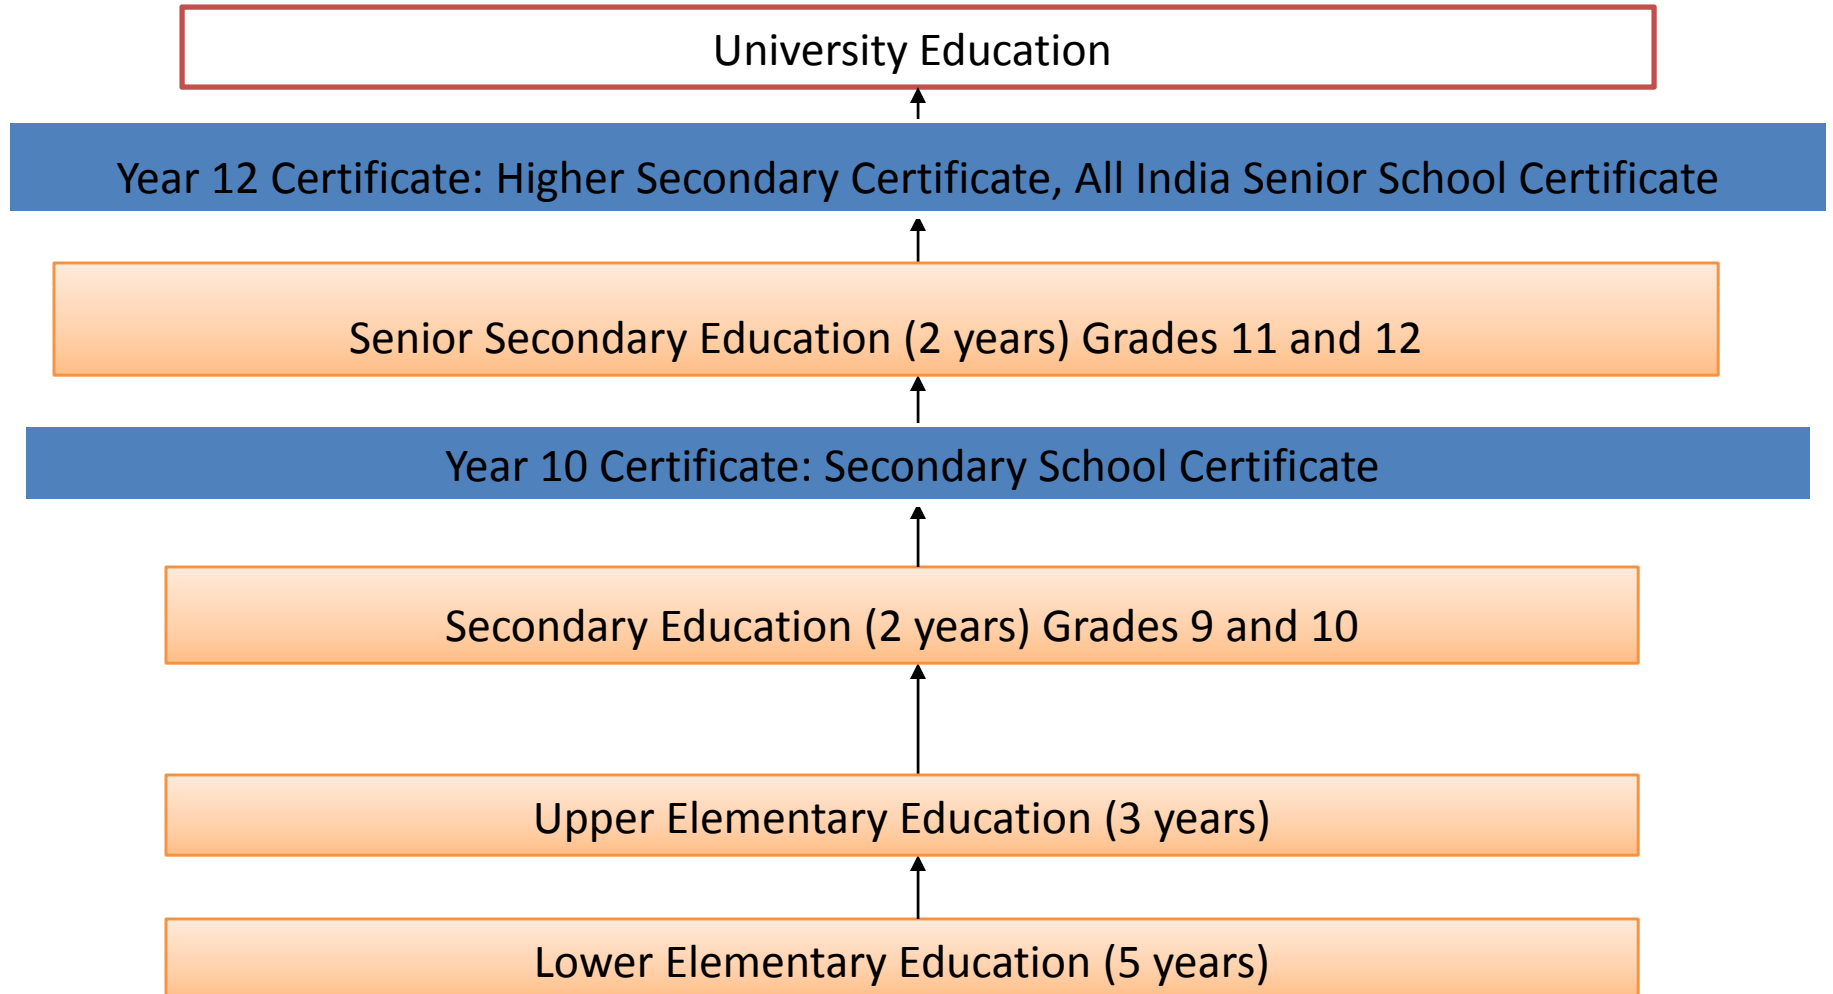 University Education
Year 12 Certificate: Higher Secondary Certificate, All India Senior School Certificate
Senior Secondary Education (2 years) Grades 11 and 12
Year 10 Certificate: Secondary School Certificate
Secondary Education (2 years) Grades 9 and 10
Upper Elementary Education (3 years)
Lower Elementary Education (5 years)